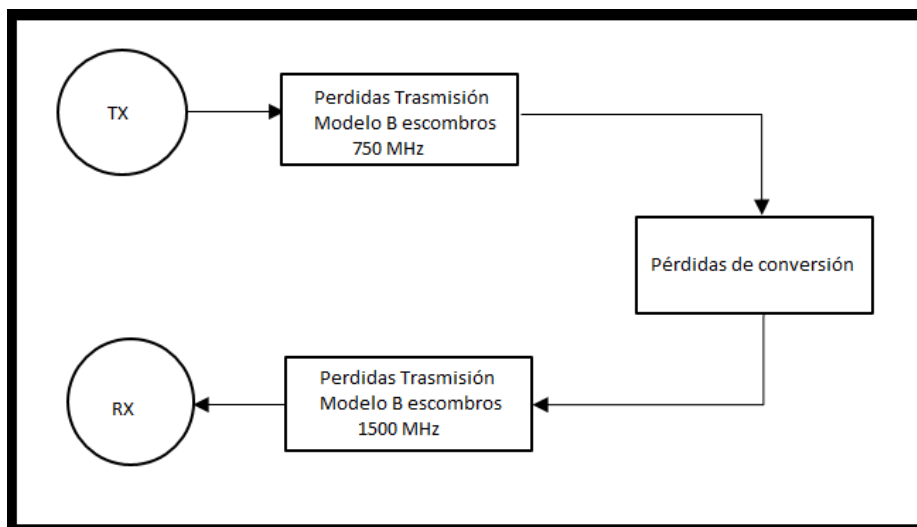 TX
Perdidas Trasmisión
Modelo B escombros
750 MHz
Pérdidas de conversión
Perdidas Trasmisión
Modelo B escombros
1500 MHz
RX